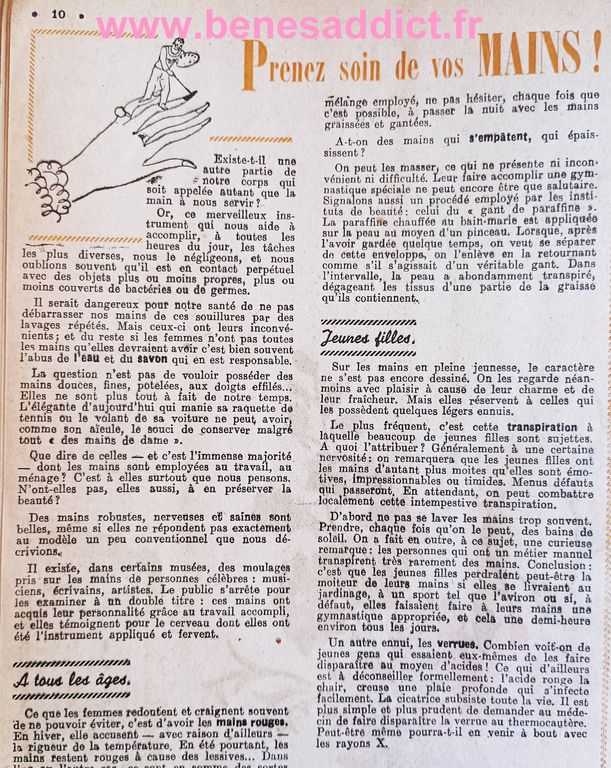 • 10 •
www.benesaddict.fr
Prenez soin de vos MAINS !
Existe-t-il une
autre partie de
notre corps qui
soit appelée autant que la
main à nous servir?
Or, ce merveilleux ins-
trument qui nous aide à
accomplir, à toutes les
heures du jour, les tâches
les plus diverses, nous le négligeons, et nous
oublions souvent qu'il est en contact perpétuel
avec des objets plus ou moins propres, plus ou
moins couverts de bactéries ou de germes.
Il serait dangereux pour notre santé de ne pas
débarrasser nos mains de ces souillures par des
lavages répétés. Mais ceux-ci ont leurs inconvé-
nients; et du reste si les femmes n'ont pas toutes
les mains qu'elles devraient avoir c'est bien souvent
l'abus de l'eau et du savon qui en est responsable.
La question n'est pas de vouloir posséder des
mains douces, fines, potelées, aux doigts effilés...
Elles ne sont plus tout à fait de notre temps.
L'élégante d'aujourd'hui qui manie sa raquette de
tennis ou le volant de sa voiture ne peut avoir,
comme son aïeule, le souci de conserver malgré
tout « des mains de dame ».
Que dire de celles — et c'est l'immense majorité
— dont les mains sont employées au travail, au
ménage? C'est à elles surtout que nous pensons.
N'ont-elles pas, elles aussi, à en préserver la
beauté?
Des mains robustes, nerveuses et saines sont
belles, même si elles ne répondent pas exactement
au modèle un peu conventionnel que nous dé-
crivions.
Il existe, dans certains musées, des moulages
pris sur les mains de personnes célèbres : musi-
ciens, écrivains, artistes. Le public s'arrête pour
les examiner à un double titre : ces mains ont
acquis leur personnalité grâce au travail accompli,
et elles témoignent pour le cerveau dont elles ont
été l'instrument appliqué et fervent.
A tous les âges.
Ce que les femmes redoutent et craignent souvent
de ne pouvoir éviter, c'est d'avoir les mains rouges.
En hiver, elle accusent — avec raison d'ailleurs —
la rigueur de la température. En été pourtant, les
mains restent rouges à cause des lessives... Dans
mélange employé, ne pas hésiter, chaque fois que
c'est possible, à passer la nuit avec les mains
graissées et gantées.
A-t-on des mains qui s'empâtent, qui épais-
sissent?
On peut les masser, ce qui ne présente ni incon-
vénient ni difficulté. Leur faire accomplir une gym-
nastique spéciale ne peut encore être que salutaire.
Signalons aussi un procédé employé par les insti-
tuts de beauté: celui du « gant de paraffine ».
La parafine chauffée au bain-marie est appliquée
sur la peau au moyen d'un pinceau. Lorsque, après
l'avoir gardée quelque temps, on veut se séparer
de cette enveloppe, on l'enlève en la retournant
comme s'il s'agissait d'un véritable gant. Dans
l'intervalle, la peau a abondamment transpiré,
dégageant les tissus d'une partie de la graisse
qu'ils contiennent.
Jeunes filles.
Sur les mains en pleine jeunesse, le caractère
ne s'est pas encore dessiné. On les regarde néan-
moins avec plaisir à cause de leur charme et de
leur fraîcheur. Mais elles réservent à celles qui
les possèdent quelques légers ennuis.
Le plus fréquent, c'est cette transpiration à
laquelle beaucoup de jeunes filles sont sujettes.
A quoi l'attribuer? Généralement à une certaine
nervosité; on remarquera que les jeunes filles ont
les mains d'autant plus moites qu'elles sont émo-
tives, impressionnables ou timides. Menus défauts
qui passeront. En attendant, on peut combattre
localement cette intempestive transpiration.
D'abord ne pas se laver les mains trop souvent.
Prendre, chaque fois qu'on le peut, des bains de
soleil. On a fait en outre, à ce sujet, une curieuse
remarque: les personnes qui ont un métier manuel
transpirent très rarement des mains. Conclusion:
c'est que les jeunes filles perdraient peut-être la
moiteur de leurs mains si elles se livraient au
jardinage, à un sport tel que l'aviron ou si, à
défaut, elles faisaient faire à leurs mains une
gymnastique appropriée, et cela une demi-heure
environ tous les jours.
Un autre ennui, les verrues. Combien voit-on de
jeunes gens qui essaient eux-mêmes de les faire
disparaître au moyen d'acides! Ce qui d'ailleurs
est à déconseiller formellement: l'acide ronge la
chair, creuse une plaie profonde qui s'infecte
facilement. La cicatrice subsiste toute la vie. Il est
plus simple et plus prudent de demander au méde-
cin de faire disparaître la verrue au thermocautère.
Peut-être même pourra-t-il en venir à bout avec
les rayons X.